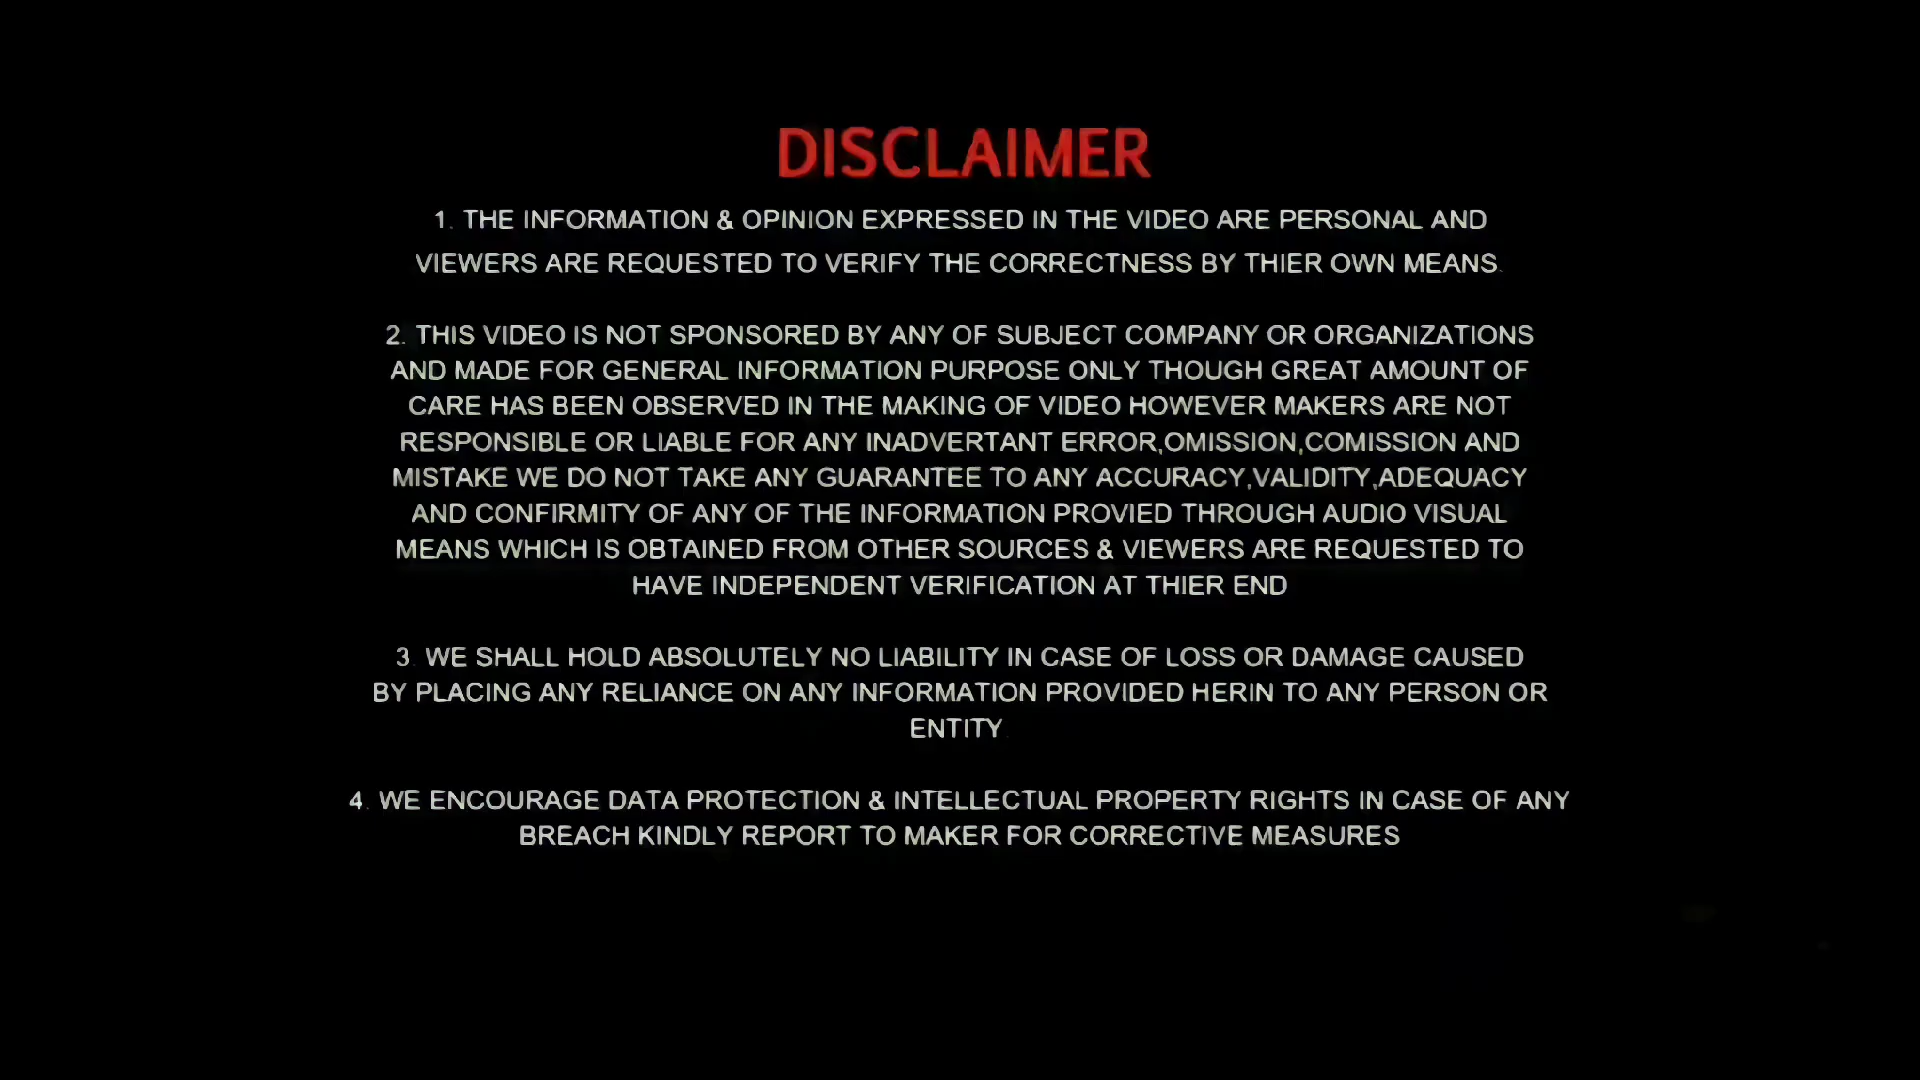 DISCLAIMER
1. THE INFORMATION & OPINION EXPRESSED IN THE VIDEO ARE PERSONAL AND
VIEWERS ARE REQUESTED TO VERIFY THE CORRECTNESS BY THIER OWN MEANS.
2. THIS VIDEO IS NOT SPONSORED BY ANY OF SUBJECT COMPANY OR ORGANIZATIONS
AND MADE FOR GENERAL INFORMATION PURPOSE ONLY THOUGH GREAT AMOUNT OF
CARE HAS BEEN OBSERVED IN THE MAKING OF VIDEO HOWEVER MAKERS ARE NOT
RESPONSIBLE OR LIABLE FOR ANY INADVERTANT ERROR,OMISSION,COMISSION AND
MISTAKE WE DO NOT TAKE ANY GUARANTEE TO ANY ACCURACY,VALIDITY,ADEQUACY
AND CONFIRMITY OF ANY OF THE INFORMATION PROVIED THROUGH AUDIO VISUAL
MEANS WHICH IS OBTAINED FROM OTHER SOURCES & VIEWERS ARE REQUESTED TO
HAVE INDEPENDENT VERIFICATION AT THIER END
3. WE SHALL HOLD ABSOLUTELY NO LIABILITY IN CASE OF LOSS OR DAMAGE CAUSED
BY PLACING ANY RELIANCE ON ANY INFORMATION PROVIDED HERIN TO ANY PERSON OR
ENTITY
4. WE ENCOURAGE DATA PROTECTION & INTELLECTUAL PROPERTY RIGHTS IN CASE OF ANY
BREACH KINDLY REPORT TO MAKER FOR CORRECTIVE MEASURES